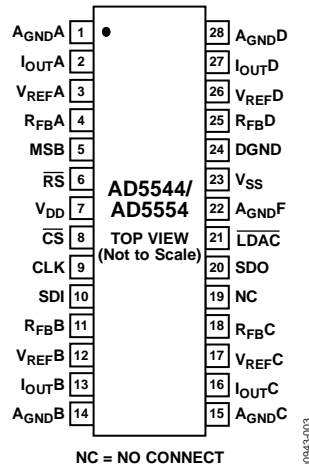 AGNDA 1 28 AGNDD
IOUTA 2 27 IOUTD
VREFA 3 26 VREFD
RFBA 4 25 RFBD
MSB 5 24 DGND
RS 6 23 VSS
VDD 7 22 AGNDF
CS 8 21 LDAC
CLK 9 20 SDO
SDI 10 19 NC
RFBB 11 18 RFBC
VREFB 12 17 VREFC
IOUTB 13 16 IOUTC
AGNDB 14 15 AGNDC
AD5544/
AD5554
TOP VIEW
(Not to Scale)
NC = NO CONNECT
0943-003